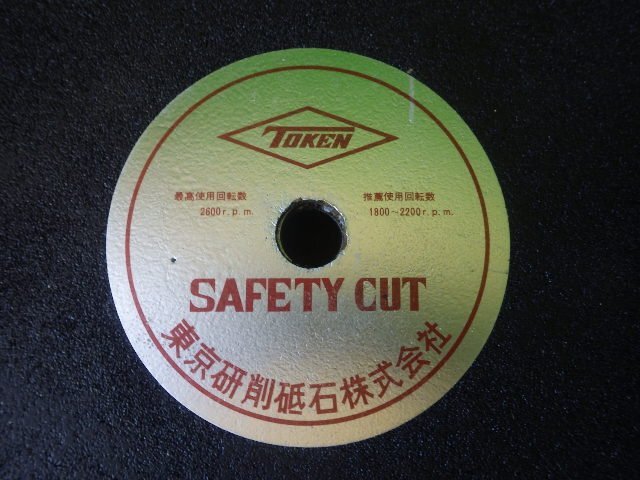 TOKEN
最高使用回転数
2600r.p.m.
推薦使用回転数
1800～2200r.p.m.
SAFETY CUT
東京研削砥石株式会社